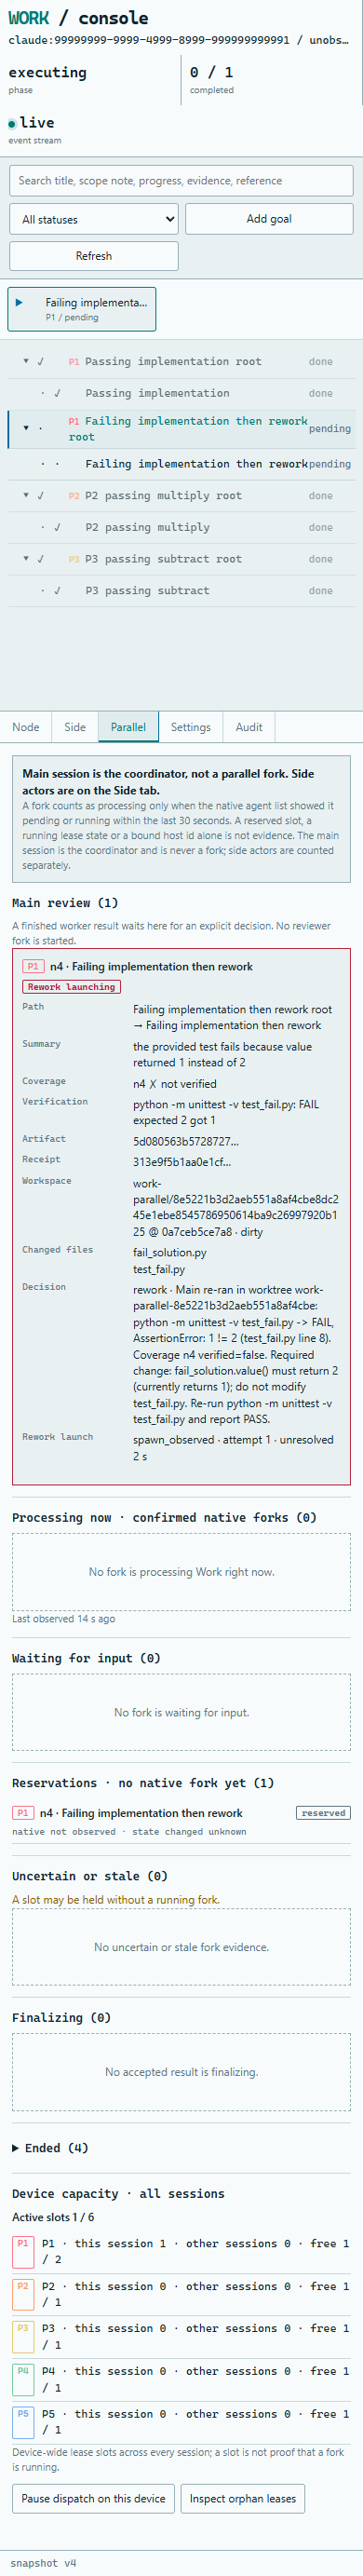 WORK / console
claude:99999999-9999-4999-8999-999999999991 / unobs…
executing
phase
0 / 1
completed
live
event stream
Search title, scope note, progress, evidence, reference
All statuses
Add goal
Refresh
Failing implementa...
P1 / pending
▼ ✓ P1 Passing implementation root done
· ✓ Passing implementation done
▼ · P1 Failing implementation then rework root pending
· · Failing implementation then rework pending
▼ ✓ P2 P2 passing multiply root done
· ✓ P2 passing multiply done
▼ ✓ P3 P3 passing subtract root done
· ✓ P3 passing subtract done
Node Side Parallel Settings Audit
Main session is the coordinator, not a parallel fork. Side
actors are on the Side tab.
A fork counts as processing only when the native agent list showed it
pending or running within the last 30 seconds. A reserved slot, a
running lease state or a bound host id alone is not evidence. The main
session is the coordinator and is never a fork; side actors are counted
separately.
Main review (1)
A finished worker result waits here for an explicit decision. No reviewer
fork is started.
P1 n4 · Failing implementation then rework
Rework launching
Path Failing implementation then rework root
→ Failing implementation then rework
Summary the provided test fails because value
returned 1 instead of 2
Coverage n4 ✗ not verified
Verification python -m unittest -v test_fail.py: FAIL
expected 2 got 1
Artifact 5d080563b5728727…
Receipt 313e9f5b1aa0e1cf…
Workspace work-
parallel/8e5221b3d2aeb551a8af4cbe8dc2
45e1ebe8545786950614ba9c26997920b1
25 @ 0a7ceb5ce7a8 · dirty
Changed files fail_solution.py
test_fail.py
Decision rework · Main re-ran in worktree work-
parallel-8e5221b3d2aeb551a8af4cbe:
python -m unittest -v test_fail.py -> FAIL,
AssertionError: 1 != 2 (test_fail.py line 8).
Coverage n4 verified=false. Required
change: fail_solution.value() must return 2
(currently returns 1); do not modify
test_fail.py. Re-run python -m unittest -v
test_fail.py and report PASS.
Rework launch spawn_observed · attempt 1 · unresolved
2 s
Processing now · confirmed native forks (0)
No fork is processing Work right now.
Last observed 14 s ago
Waiting for input (0)
No fork is waiting for input.
Reservations · no native fork yet (1)
P1 n4 · Failing implementation then rework reserved
native not observed · state changed unknown
Uncertain or stale (0)
A slot may be held without a running fork.
No uncertain or stale fork evidence.
Finalizing (0)
No accepted result is finalizing.
▶ Ended (4)
Device capacity · all sessions
Active slots 1 / 6
P1 P1 · this session 1 · other sessions 0 · free 1
/ 2
P2 P2 · this session 0 · other sessions 0 · free 1
/ 1
P3 P3 · this session 0 · other sessions 0 · free 1
/ 1
P4 P4 · this session 0 · other sessions 0 · free 1
/ 1
P5 P5 · this session 0 · other sessions 0 · free 1
/ 1
Device-wide lease slots across every session; a slot is not proof that a fork
is running.
Pause dispatch on this device
Inspect orphan leases
snapshot v4